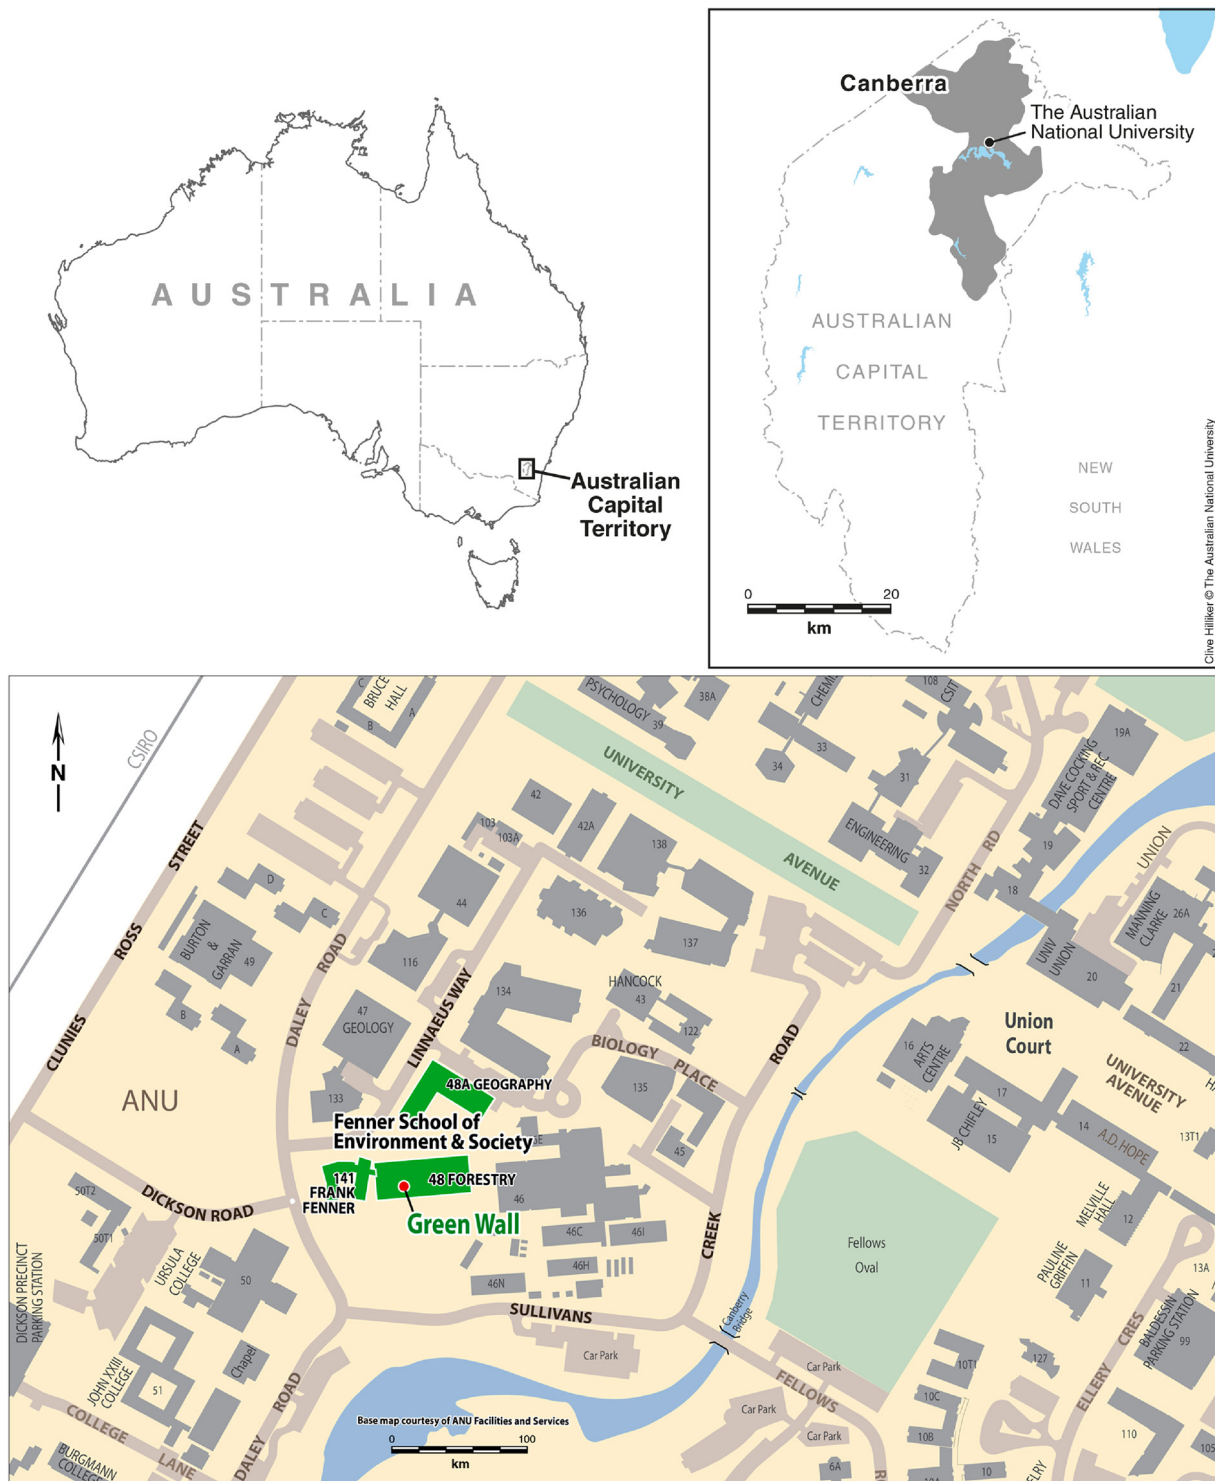 AUSTRALIA
Australian
Capital
Territory
Canberra
The Australian
National University
AUSTRALIAN
CAPITAL
TERRITORY
NEW
SOUTH
WALES
0 20
km
Clive Hilliker © The Australian National University
N
CSIRO
CLUNIES ROSS STREET
C
BRUCE
HALL
B
A
PSYCHOLOGY
39
38A
CHEMI
33
34
108
CSIT
31
ENGINEERING
32
19A
DAVE COCKING
SPORT & REC
CENTRE
19
18
NORTH RD
UNIVERSITY AVENUE
UNION
MANNING
CLARKE
26A
UNIV
UNION
20
21
22
42
42A
103
103A
138
44
136
137
116
D
C
BURTON
&
GARRAN
49
B
A
DALEY ROAD
LINNAEUS WAY
47
GEOLOGY
134
HANCOCK
43
122
BIOLOGY PLACE
135
45
133
ANU
48A GEOGRAPHY
Fenner School of
Environment & Society
141
FRANK
FENNER
48 FORESTRY
Green Wall
46
46C
46I
46H
46N
SULLIVANS CREEK ROAD
16
ARTS
CENTRE
Union
Court
UNIVERSITY
AVENUE
17
JB CHIFLEY
15
14
A.D. HOPE
13T1
MELVILLE
HALL
12
PAULINE
GRIFFIN
11
13A
BALDESSIN
PARKING STATION
99
ELLERY CRES
Fellows
Oval
Canberry
Bridge
DICKSON ROAD
50T2
50T1
DICKSON PRECINCT
PARKING STATION
URSULA
COLLEGE
50
Chapel
JOHN XXIII
COLLEGE
51
COLLEGE LANE
BURGMANN
COLLEGE
DALEY ROAD
Car Park
Car Park
FELLOWS
Car Park
Car Park
6A
10T1
10C
10B
10A
10
127
110
105
Base map courtesy of ANU Facilities and Services
0 100
km